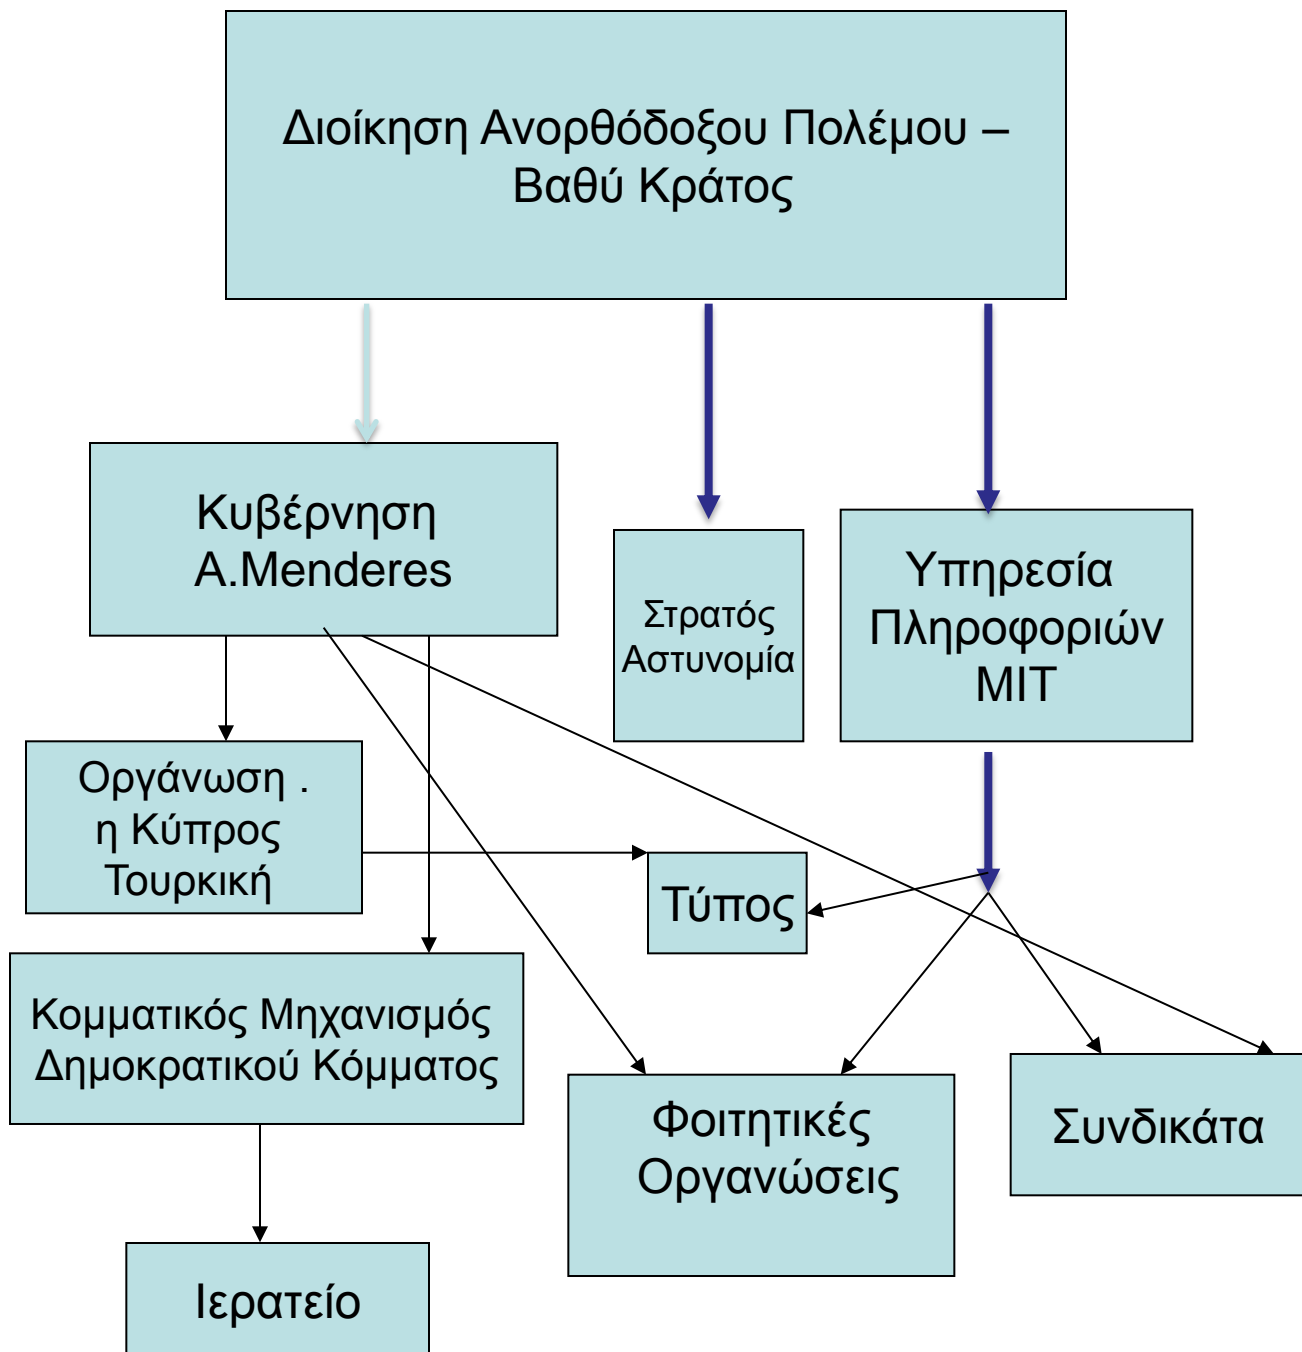 Διοίκηση Ανορθόδοξου Πολέμου –
Βαθύ Κράτος
Κυβέρνηση
A.Menderes
Στρατός
Αστυνομία
Υπηρεσία
Πληροφοριών
ΜΙΤ
Οργάνωση .
η Κύπρος
Τουρκική
Τύπος
Κομματικός Μηχανισμός
Δημοκρατικού Κόμματος
Φοιτητικές
Οργανώσεις
Συνδικάτα
Ιερατείο